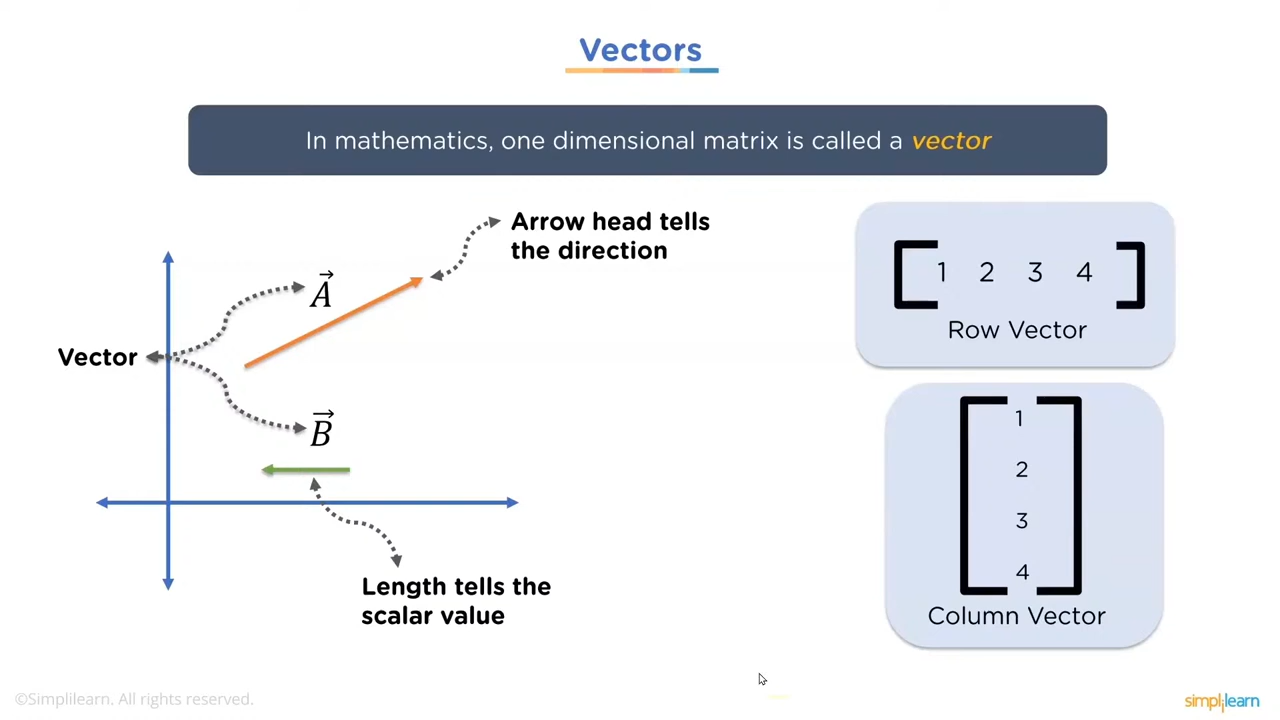 Vectors
In mathematics, one dimensional matrix is called a vector
Arrow head tells
the direction
A⃗
Vector
B⃗
Length tells the
scalar value
1 2 3 4
Row Vector
1
2
3
4
Column Vector
©Simplilearn. All rights reserved.
simplilearn